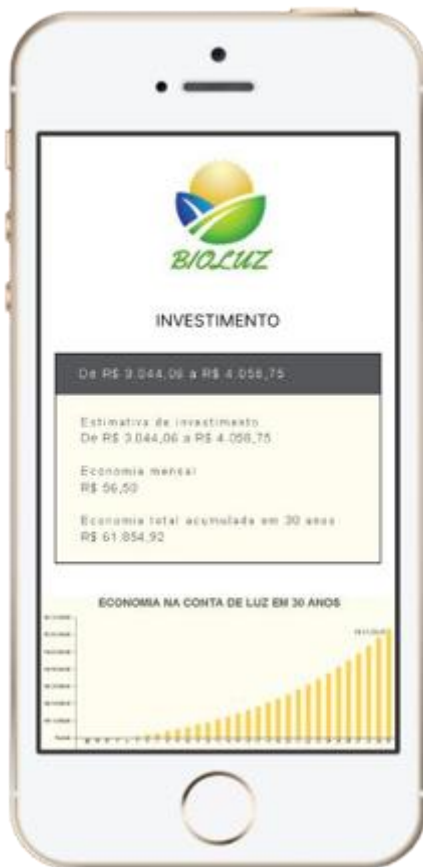 BIOLUZ
INVESTIMENTO
De R$ 3.044,06 a R$ 4.058,75
Estimativa de investimento
De R$ 3.044,06 a R$ 4.058,75
Economia mensal
R$ 56,50
Economia total acumulada em 30 anos
R$ 61.854,92
ECONOMIA NA CONTA DE LUZ EM 30 ANOS